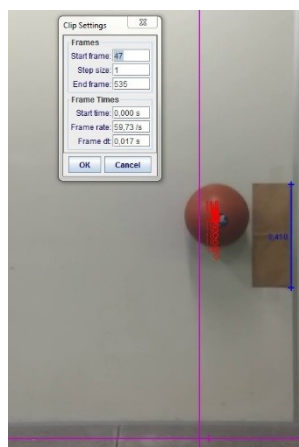 Clip Settings
Frames
Start frame: 47
Step size: 1
End frame: 535
Frame Times
Start time: 0,000 s
Frame rate: 59,73 /s
Frame dt: 0,017 s
OK Cancel
0,410